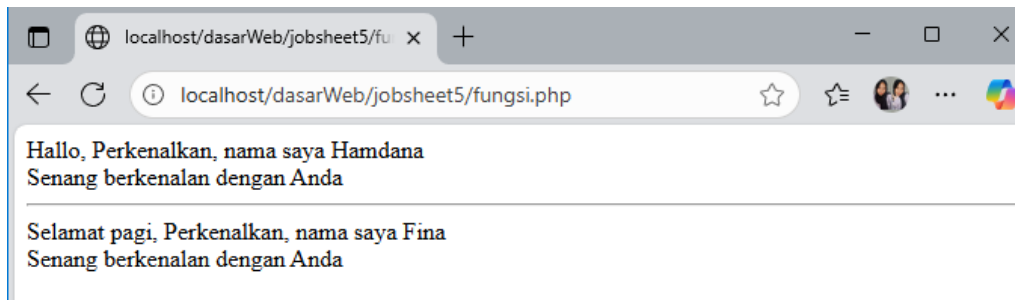 localhost/dasarWeb/jobsheet5/fu
localhost/dasarWeb/jobsheet5/fungsi.php
Hallo, Perkenalkan, nama saya Hamdana
Senang berkenalan dengan Anda
Selamat pagi, Perkenalkan, nama saya Fina
Senang berkenalan dengan Anda